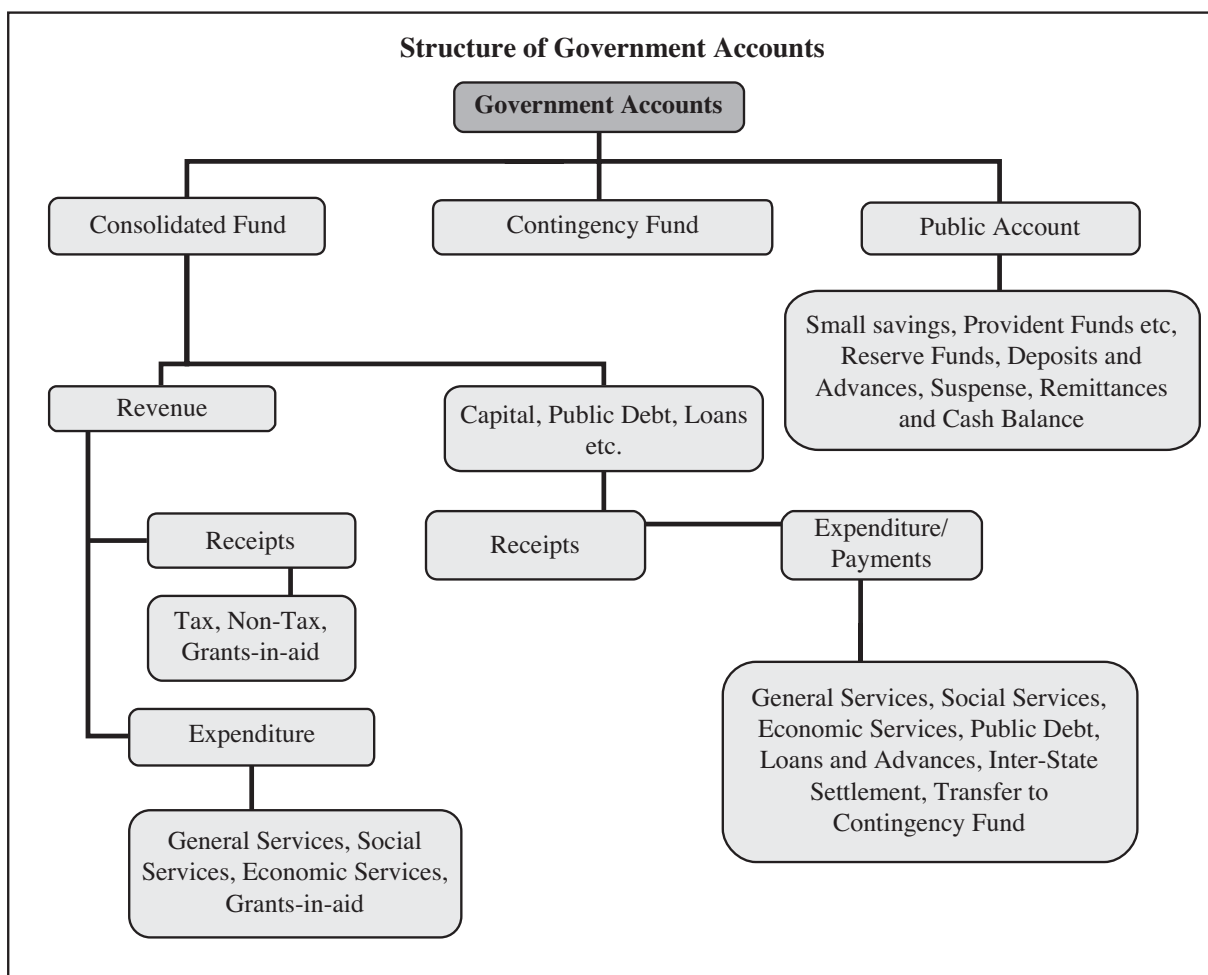 Structure of Government Accounts
Government Accounts
Consolidated Fund
Contingency Fund
Public Account
Small savings, Provident Funds etc,
Reserve Funds, Deposits and
Advances, Suspense, Remittances
and Cash Balance
Revenue
Capital, Public Debt, Loans
etc.
Receipts
Tax, Non-Tax,
Grants-in-aid
Expenditure
General Services, Social
Services, Economic Services,
Grants-in-aid
Receipts
Expenditure/
Payments
General Services, Social Services,
Economic Services, Public Debt,
Loans and Advances, Inter-State
Settlement, Transfer to
Contingency Fund